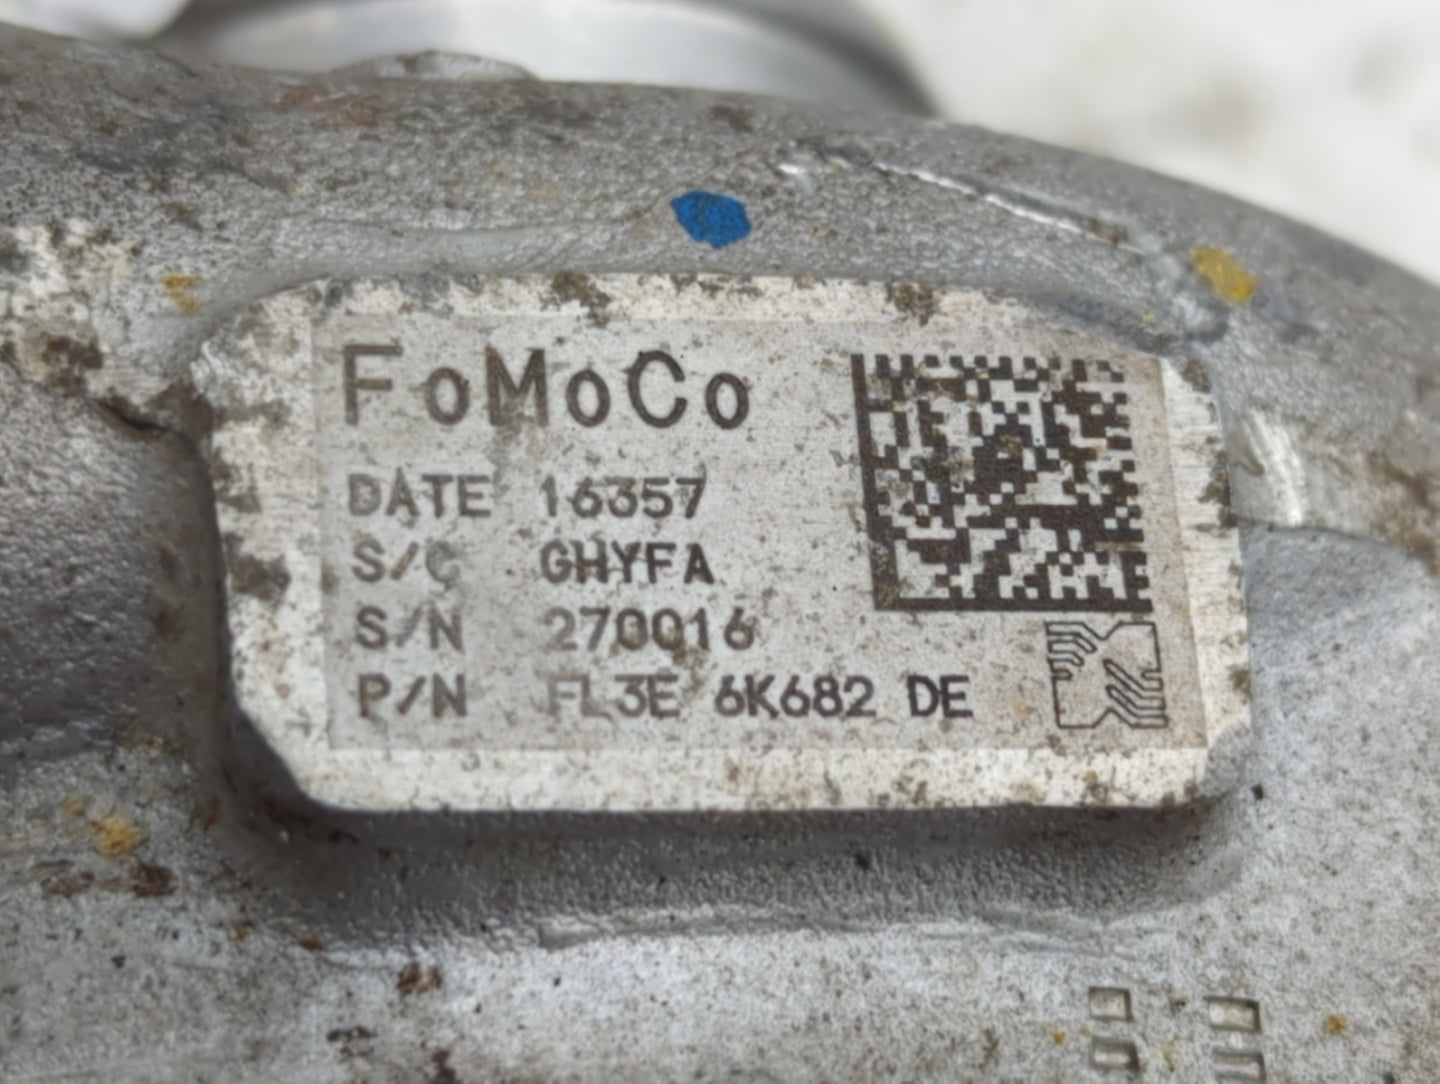 FoMoCo
DATE 16357
S/C GHYFA
S/N 270016
P/N FL3E 6K682 DE